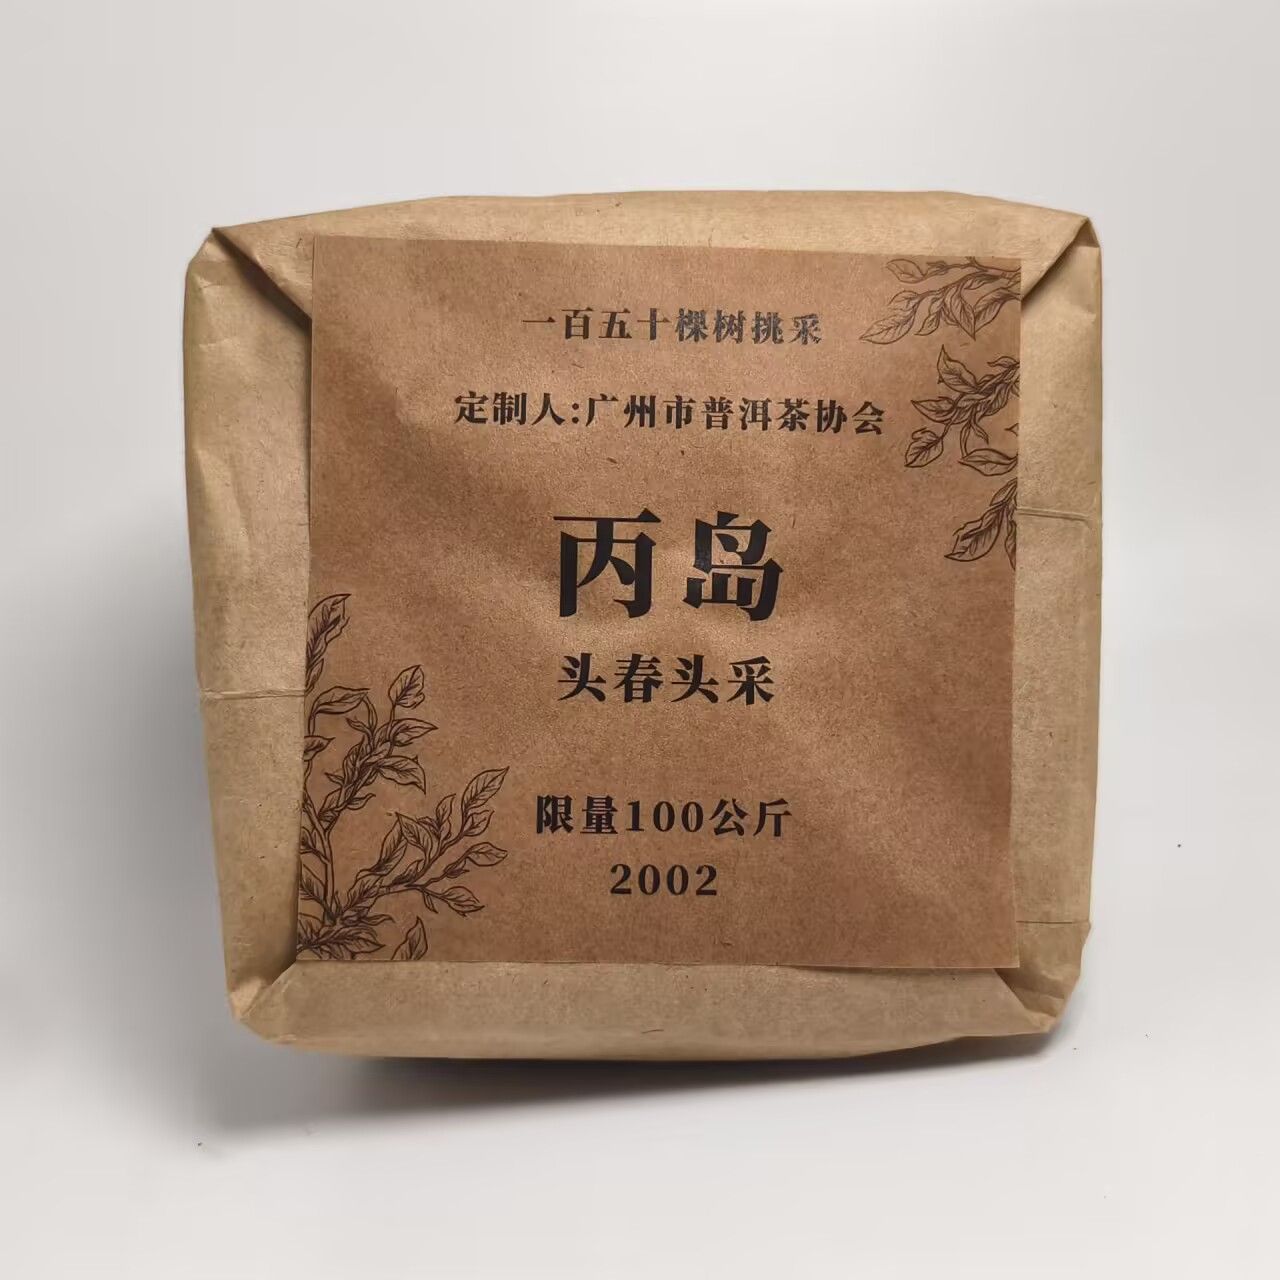 一百五十棵树挑采
定制人:广州市普洱茶协会
丙岛
头春头采
限量100公斤
2002